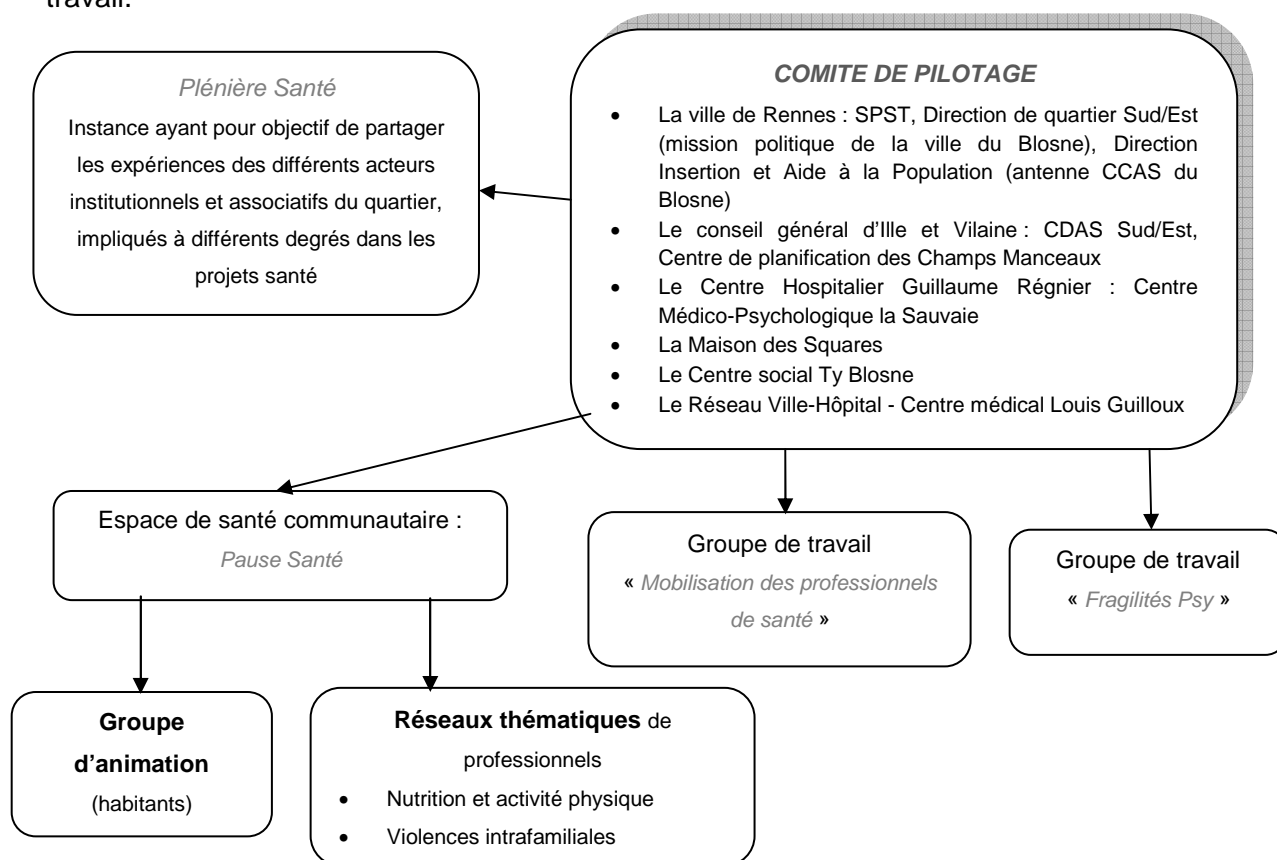 travail.
Plénière Santé
Instance ayant pour objectif de partager
les expériences des différents acteurs
institutionnels et associatifs du quartier,
impliqués à différents degrés dans les
projets santé
COMITE DE PILOTAGE
• La ville de Rennes : SPST, Direction de quartier Sud/Est
(mission politique de la ville du Blosne), Direction
Insertion et Aide à la Population (antenne CCAS du
Blosne)
• Le conseil général d'Ille et Vilaine : CDAS Sud/Est,
Centre de planification des Champs Manceaux
• Le Centre Hospitalier Guillaume Régnier : Centre
Médico-Psychologique la Sauvaie
• La Maison des Squares
• Le Centre social Ty Blosne
• Le Réseau Ville-Hôpital - Centre médical Louis Guilloux
Espace de santé communautaire :
Pause Santé
Groupe de travail
« Mobilisation des professionnels
de santé »
Groupe de travail
« Fragilités Psy »
Groupe
d'animation
(habitants)
Réseaux thématiques de
professionnels
• Nutrition et activité physique
• Violences intrafamiliales